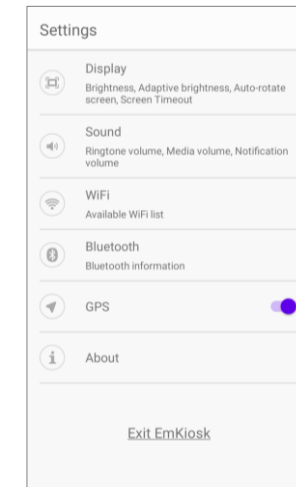 Settings
Display
Brightness, Adaptive brightness, Auto-rotate
screen, Screen Timeout
Sound
Ringtone volume, Media volume, Notification
volume
WiFi
Available WiFi list
Bluetooth
Bluetooth information
GPS
About
Exit EmKiosk